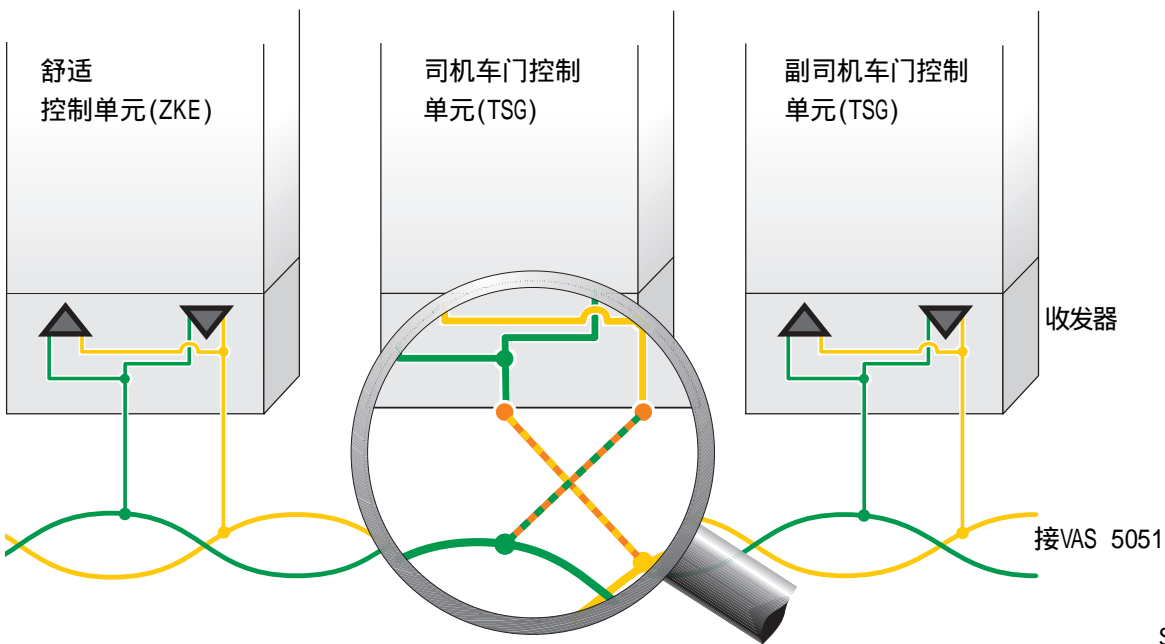 舒适
控制单元(ZKE)
司机车门控制
单元(TSG)
副司机车门控制
单元(TSG)
收发器
接VAS 5051
S